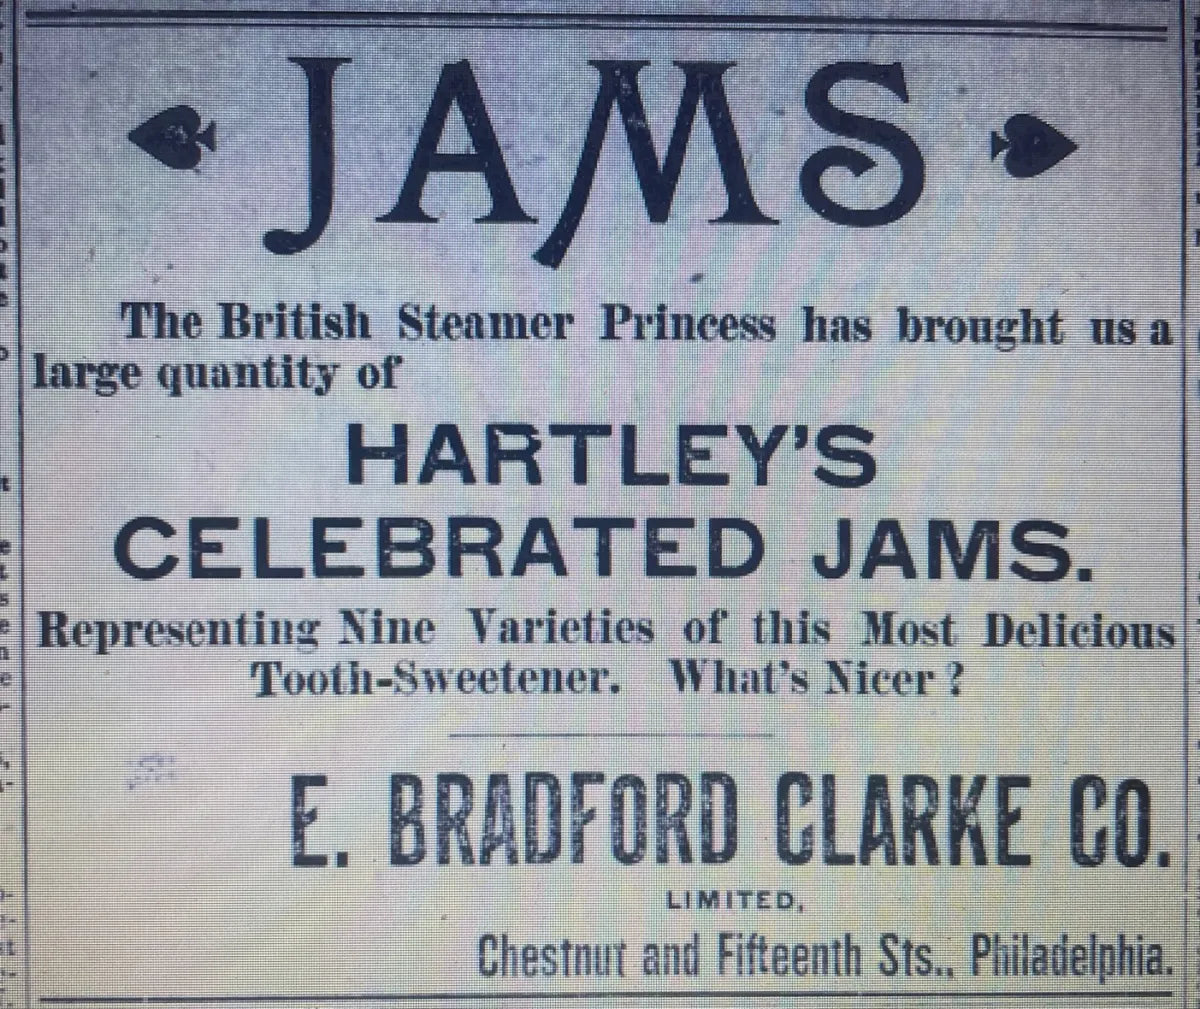 JAMS
The British Steamer Princess has brought us a
large quantity of
HARTLEY'S
CELEBRATED JAMS.
Representing Nine Varieties of this Most Delicious
Tooth-Sweetener. What's Nicer ?
E. BRADFORD CLARKE CO.
LIMITED,
Chestnut and Fifteenth Sts., Philadelphia.